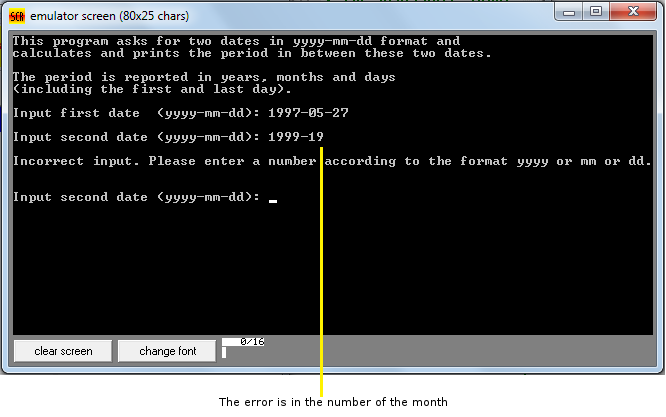 SCR emulator screen (80x25 chars)
This program asks for two dates in yyyy-mm-dd format and
calculates and prints the period in between these two dates.
The period is reported in years, months and days
(including the first and last day).
Input first date  (yyyy-mm-dd): 1997-05-27
Input second date (yyyy-mm-dd): 1999-19
Incorrect input. Please enter a number according to the format yyyy or mm or dd.
Input second date (yyyy-mm-dd): _
clear screen change font 0/16
The error is in the number of the month